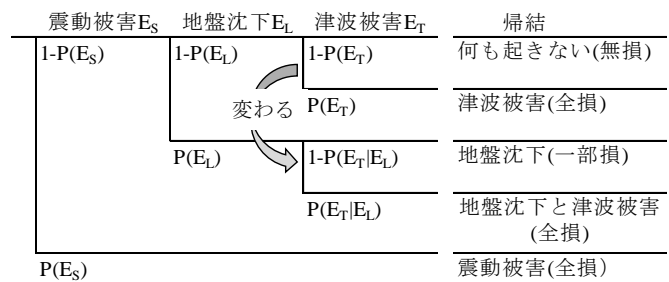 震動被害E_S 地盤沈下E_L 津波被害E_T 帰結
1-P(E_S) 1-P(E_L) 1-P(E_T) 何も起きない(無損)
変わる P(E_T) 津波被害(全損)
P(E_L) 1-P(E_T|E_L) 地盤沈下(一部損)
P(E_T|E_L) 地盤沈下と津波被害
(全損)
P(E_S) 震動被害(全損)